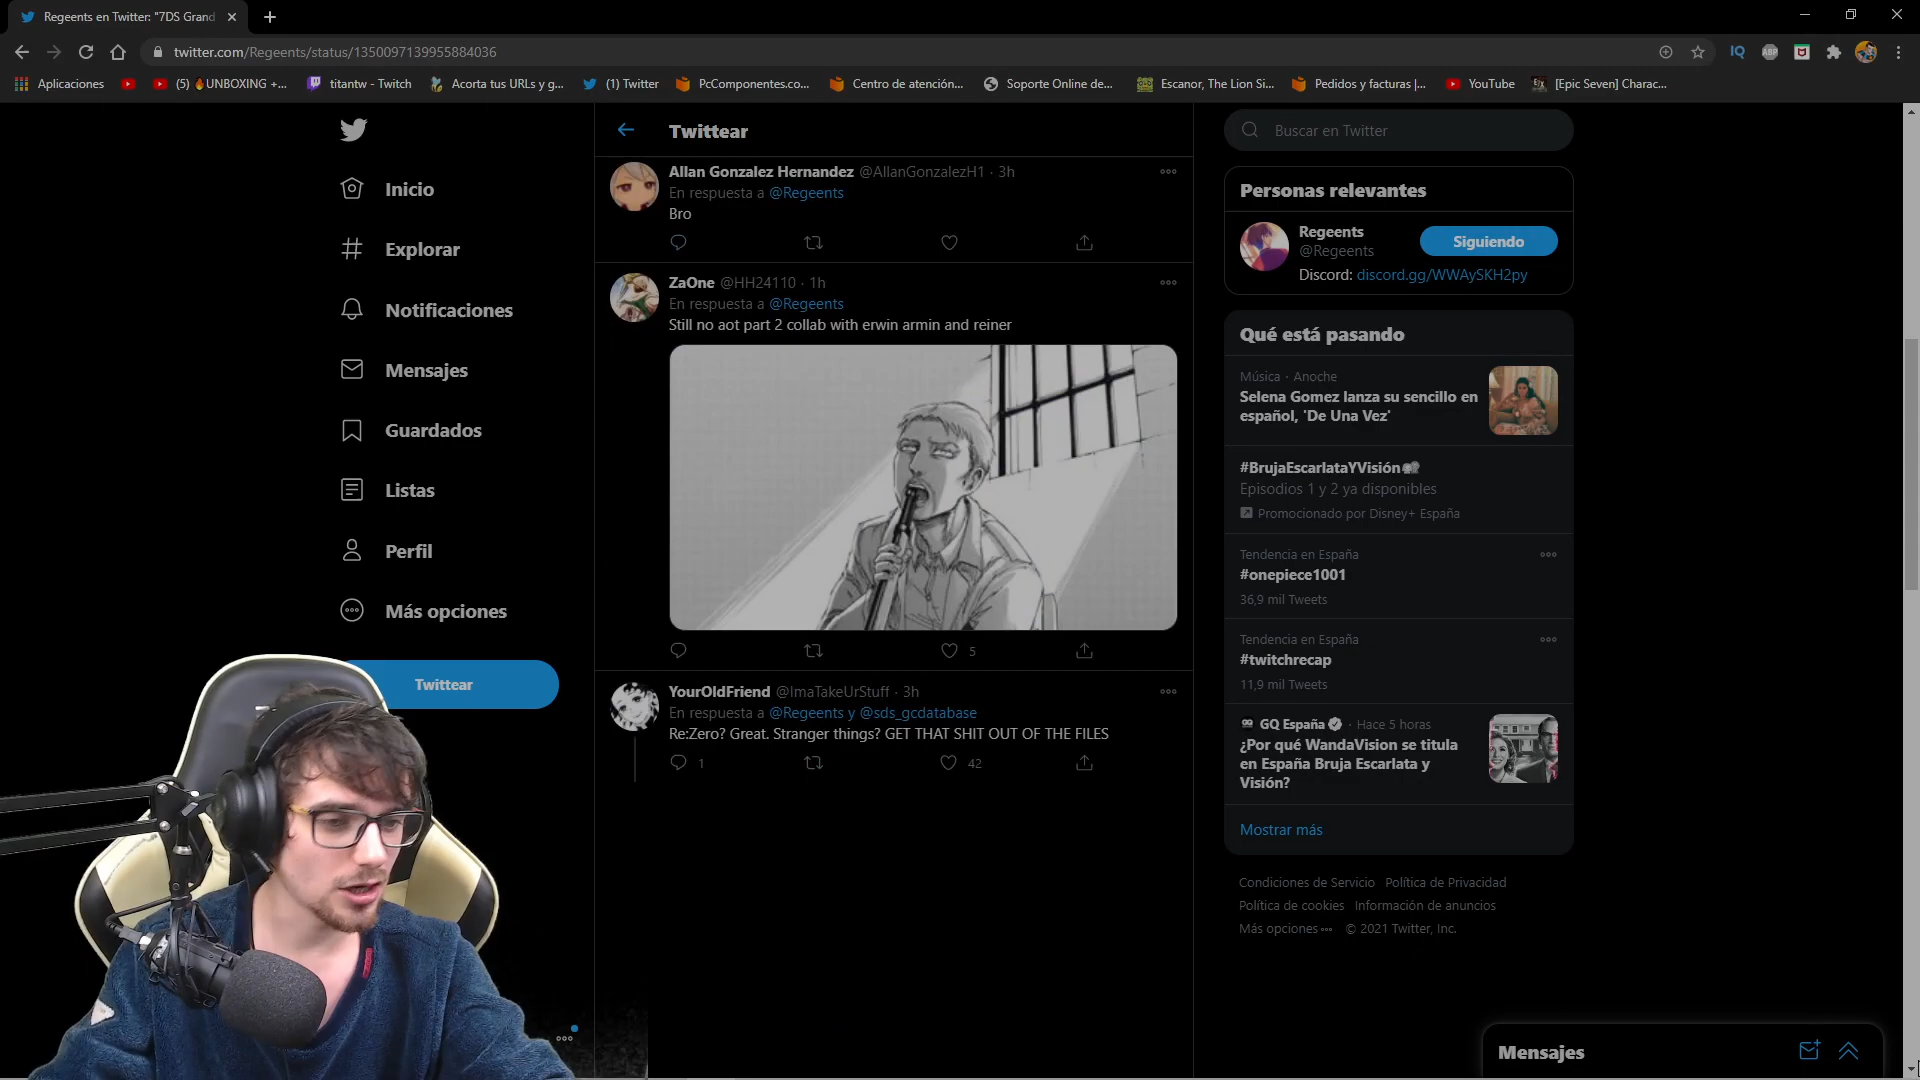 Regeents en Twitter: "7DS Grand
twitter.com/Regeents/status/1350097139955884036
Aplicaciones
(5) 🔥UNBOXING +...
titantw - Twitch
Acorta tus URLs y g...
(1) Twitter
PcComponentes.co...
Centro de atención...
Soporte Online de...
Escanor, The Lion Si...
Pedidos y facturas |...
YouTube
[Epic Seven] Charac...
Inicio
Explorar
Notificaciones
Mensajes
Guardados
Listas
Perfil
Más opciones
Twittear
Twittear
Allan Gonzalez Hernandez @AllanGonzalezH1 · 3h
En respuesta a @Regeents
Bro
ZaOne @HH24110 · 1h
En respuesta a @Regeents
Still no aot part 2 collab with erwin armin and reiner
5
YourOldFriend @ImaTakeUrStuff · 3h
En respuesta a @Regeents y @sds_gcdatabase
Re:Zero? Great. Stranger things? GET THAT SHIT OUT OF THE FILES
1
42
Buscar en Twitter
Personas relevantes
Regeents
@Regeents
Siguiendo
Discord: discord.gg/WWAySKH2py
Qué está pasando
Música · Anoche
Selena Gomez lanza su sencillo en
español, 'De Una Vez'
#BrujaEscarlataYVisión
Episodios 1 y 2 ya disponibles
Promocionado por Disney+ España
Tendencia en España
#onepiece1001
36,9 mil Tweets
Tendencia en España
#twitchrecap
11,9 mil Tweets
GQ España · Hace 5 horas
¿Por qué WandaVision se titula
en España Bruja Escarlata y
Visión?
Mostrar más
Condiciones de Servicio Política de Privacidad
Política de cookies Información de anuncios
Más opciones ••• © 2021 Twitter, Inc.
Mensajes